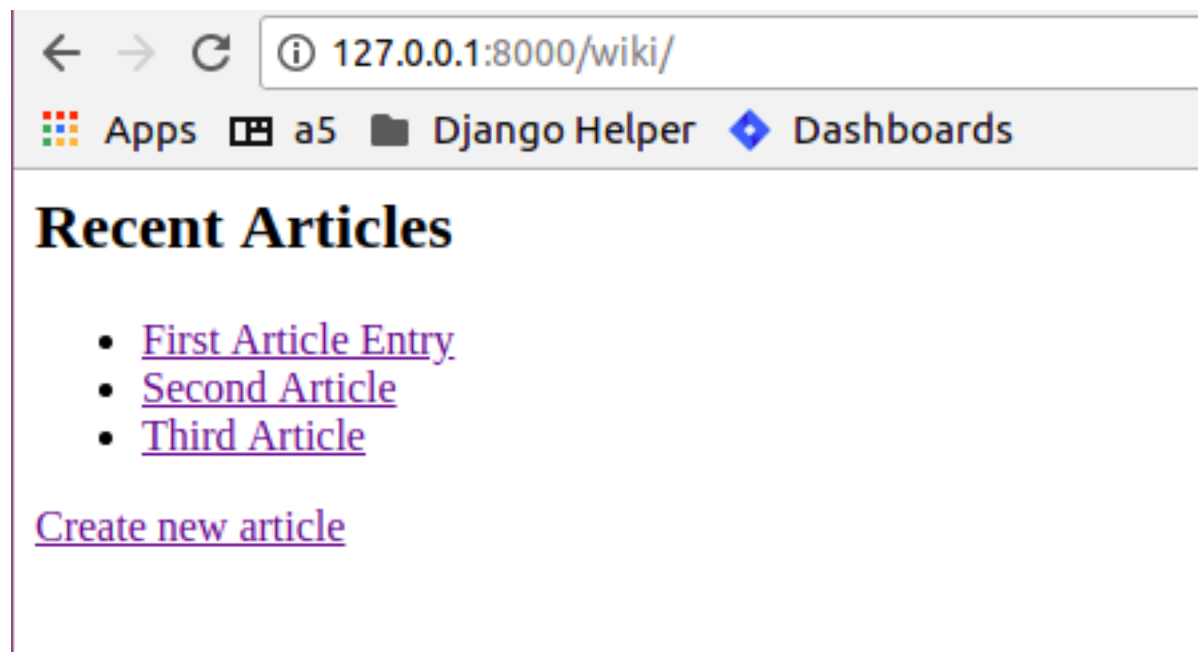 127.0.0.1:8000/wiki/
Apps a5 Django Helper Dashboards
Recent Articles
First Article Entry
Second Article
Third Article
Create new article